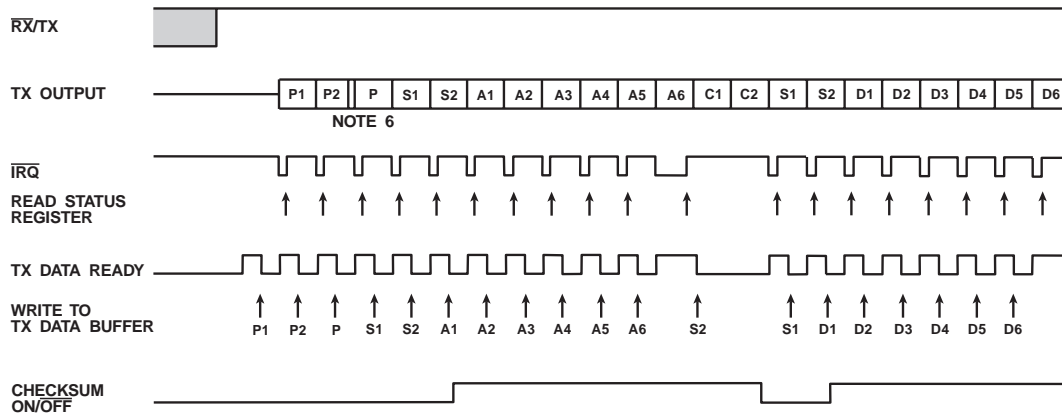 RX/TX
TX OUTPUT P1 P2 P S1 S2 A1 A2 A3 A4 A5 A6 C1 C2 S1 S2 D1 D2 D3 D4 D5 D6
NOTE 6
IRQ
READ STATUS
REGISTER
TX DATA READY
WRITE TO
TX DATA BUFFER
P1 P2 P S1 S2 A1 A2 A3 A4 A5 A6 S2 S1 D1 D2 D3 D4 D5 D6
CHECKSUM
ON/OFF